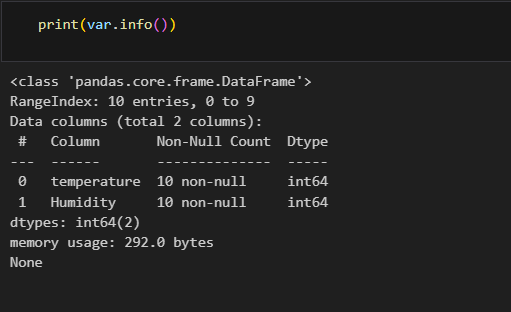 print(var.info())
<class 'pandas.core.frame.DataFrame'>
RangeIndex: 10 entries, 0 to 9
Data columns (total 2 columns):
 #   Column       Non-Null Count  Dtype
---  ------       --------------  -----
 0   temperature  10 non-null     int64
 1   Humidity     10 non-null     int64
dtypes: int64(2)
memory usage: 292.0 bytes
None